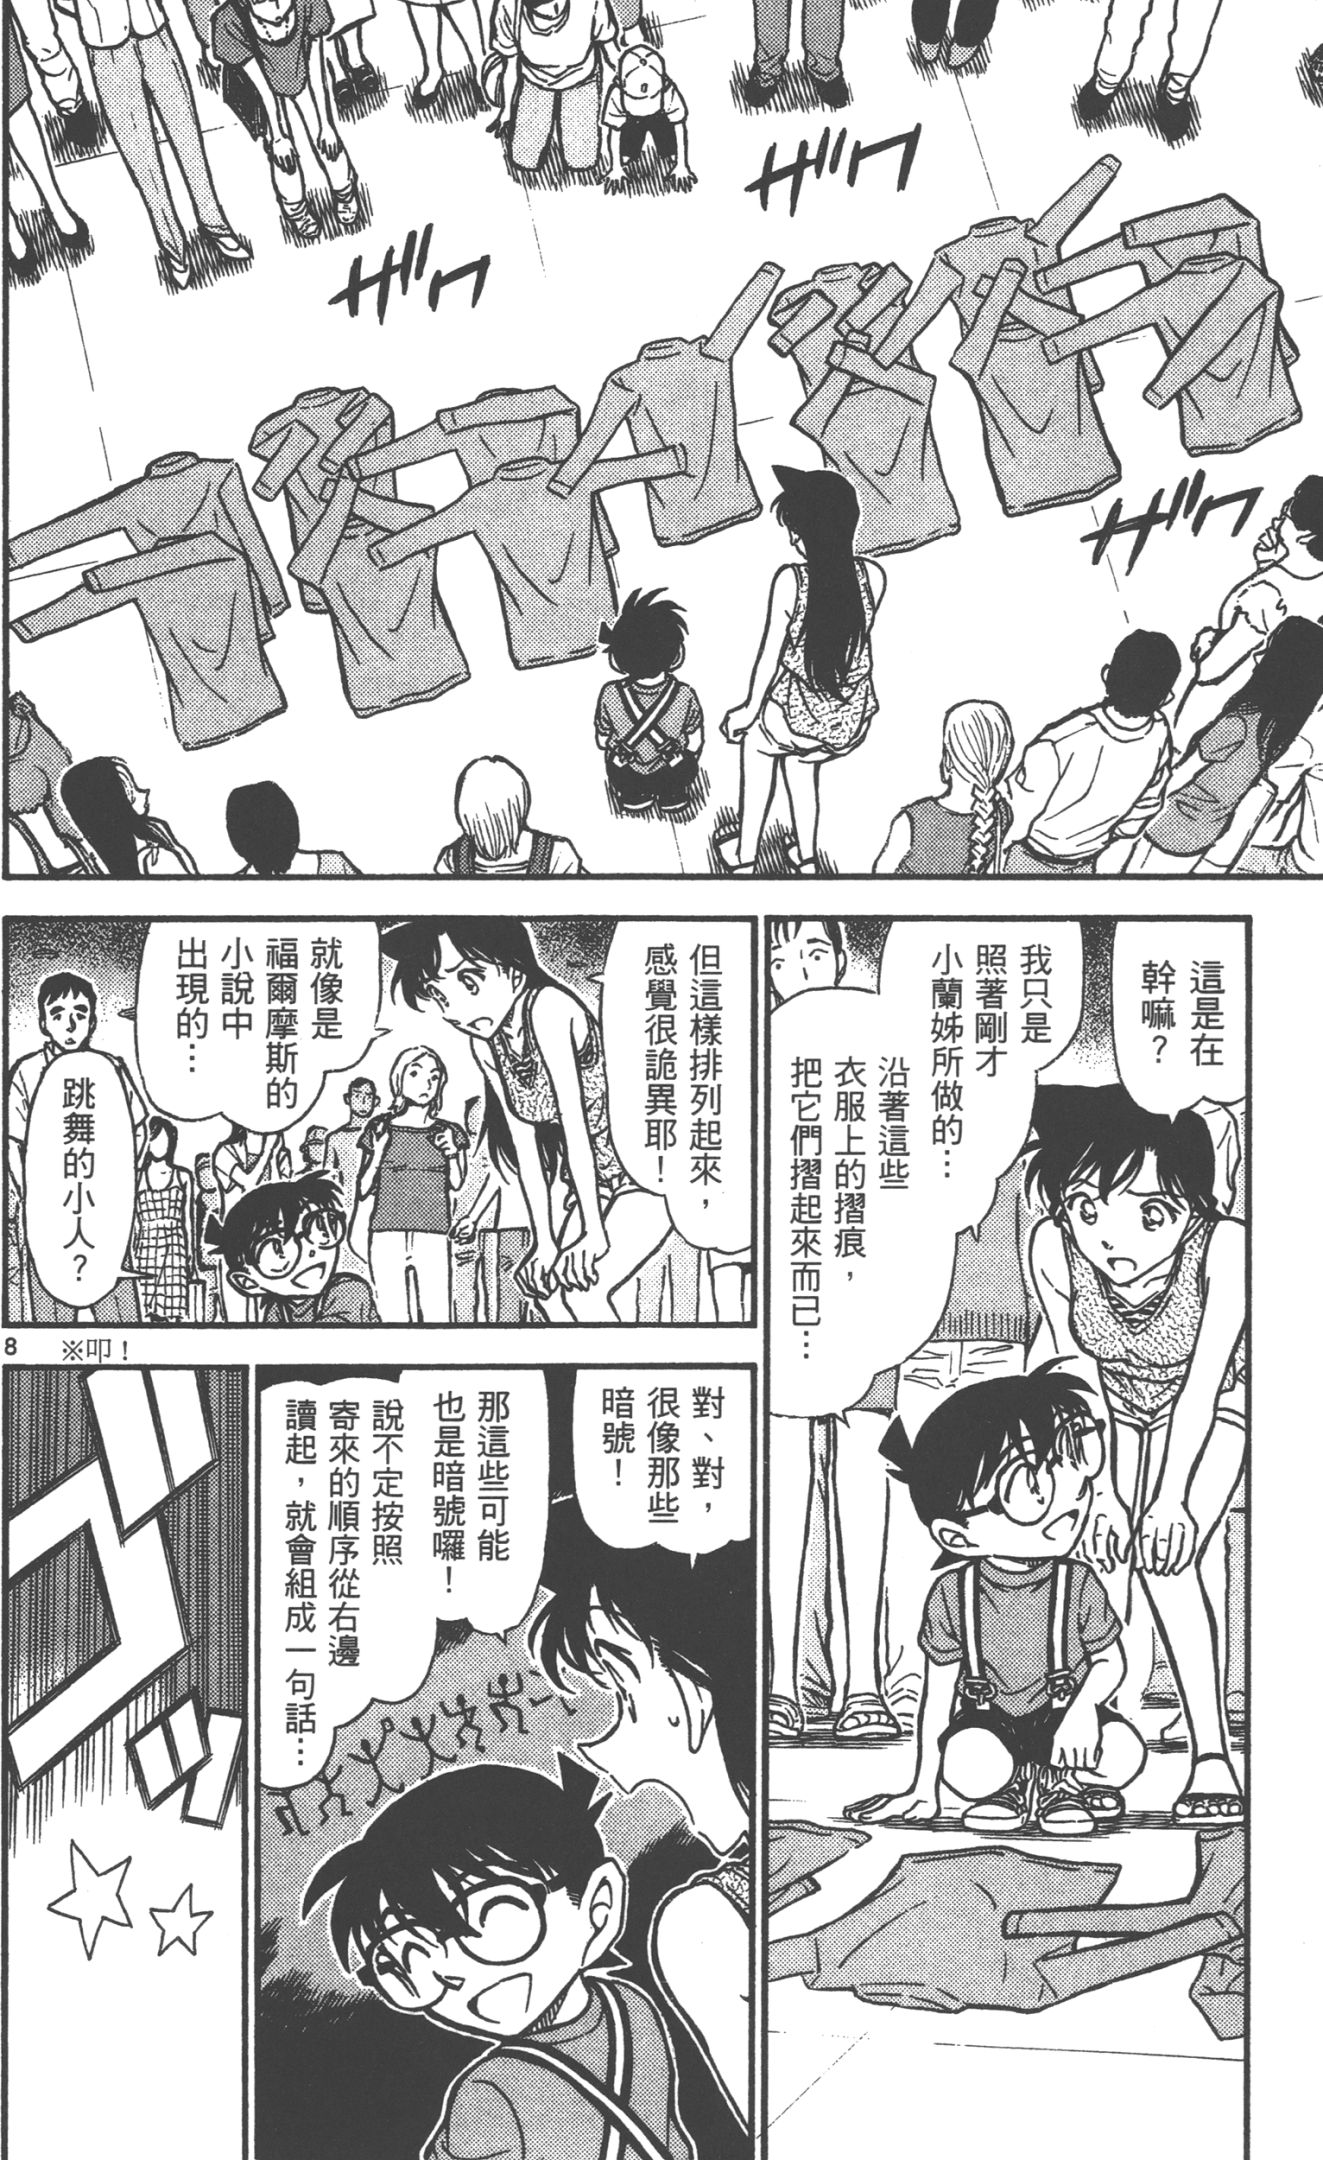 ザワ
ザワ
ザワ
這是在
幹嘛？
我只是
照著剛才
小蘭姊所做的…
沿著這些
衣服上的摺痕，
把它們摺起來而已…
但這樣排列起來，
感覺很詭異耶！
就像是
福爾摩斯的
小說中
出現的…
跳舞的小人？
8
對、對，
很像那些
暗號！
那這些可能
也是暗號囉！
說不定按照
寄來的順序從右邊
讀起，就會組成一句話…
※叩！